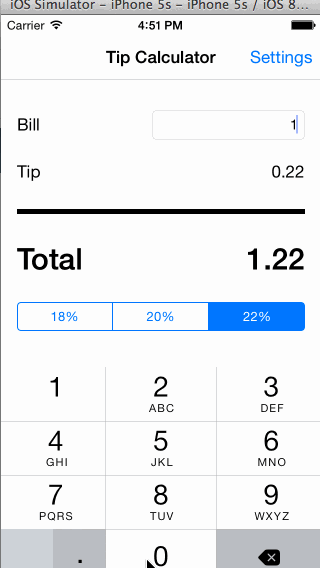 iOS Simulator - iPhone 5s - iPhone 5s / iOS 8...
Carrier 4:51 PM
Tip Calculator Settings
Bill 1
Tip 0.22
Total 1.22
18% 20% 22%
1 2 3
ABC DEF
4 5 6
GHI JKL MNO
7 8 9
PQRS TUV WXYZ
. 0